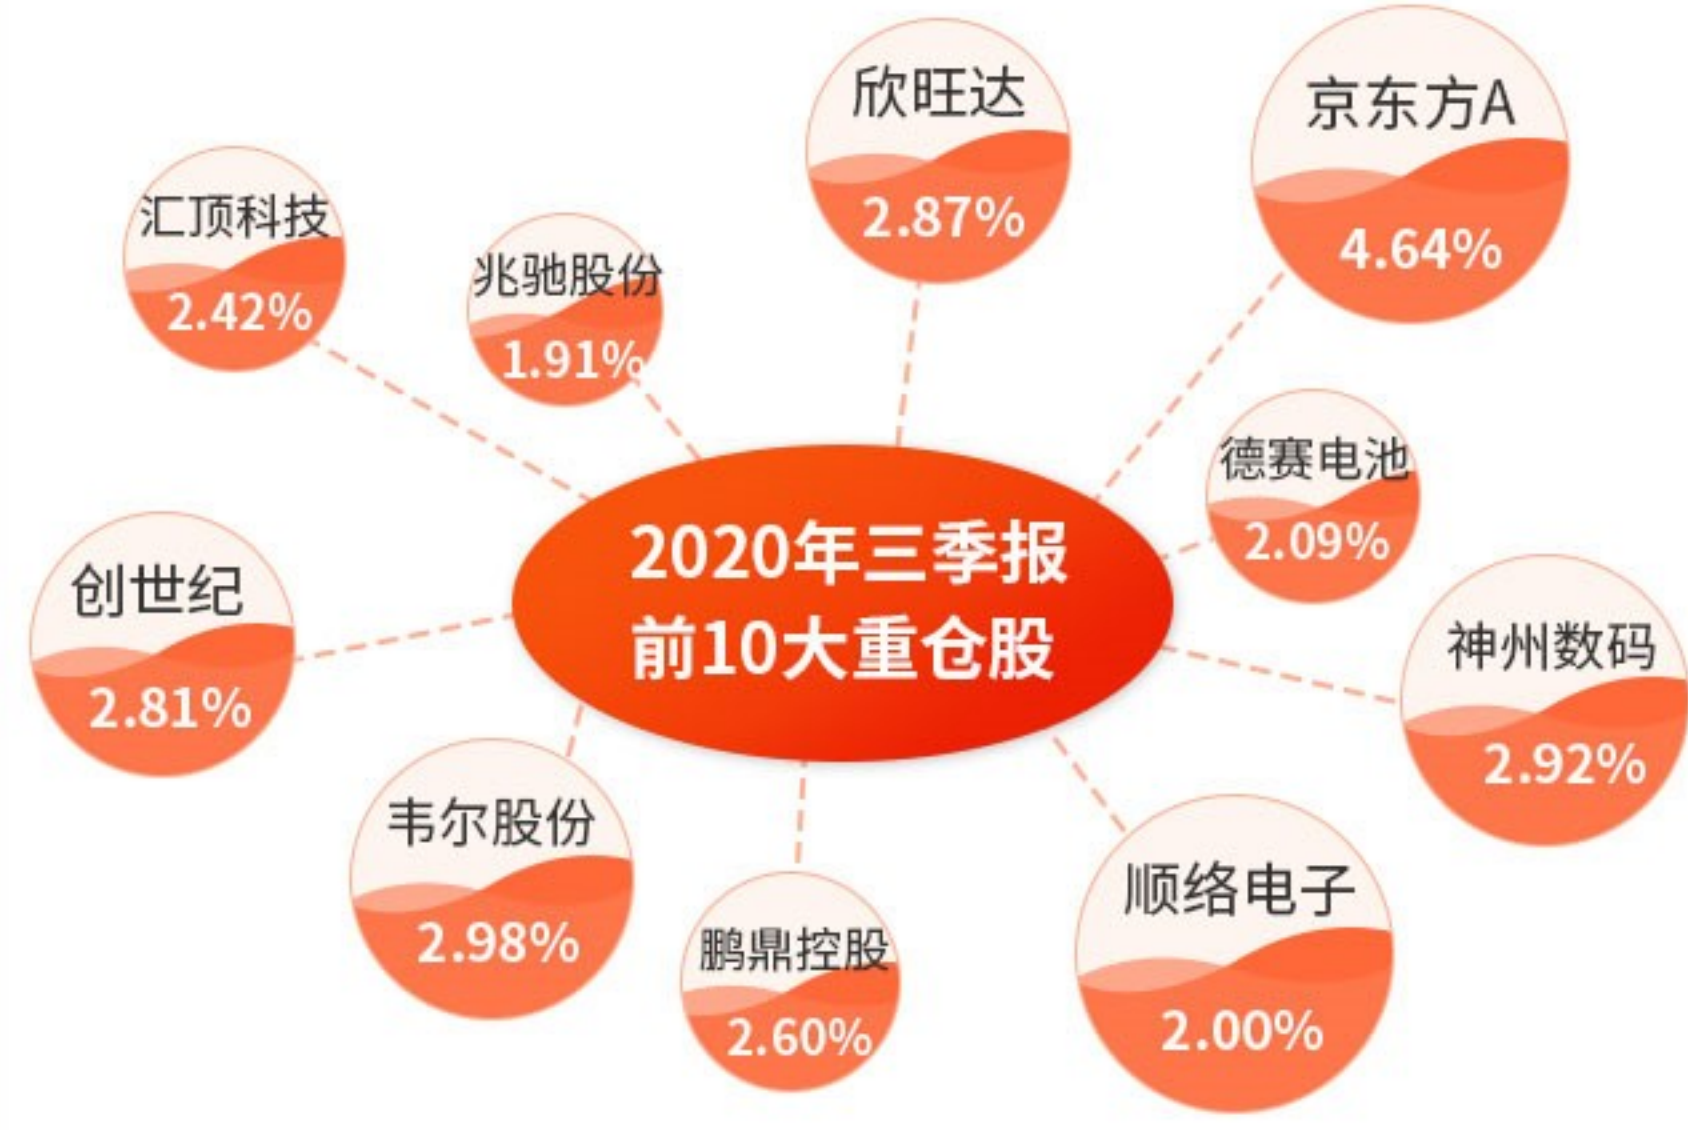 欣旺达
2.87%
京东方A
4.64%
汇顶科技
2.42%
兆驰股份
1.91%
德赛电池
2.09%
2020年三季报
前10大重仓股
创世纪
2.81%
神州数码
2.92%
韦尔股份
2.98%
鹏鼎控股
2.60%
顺络电子
2.00%